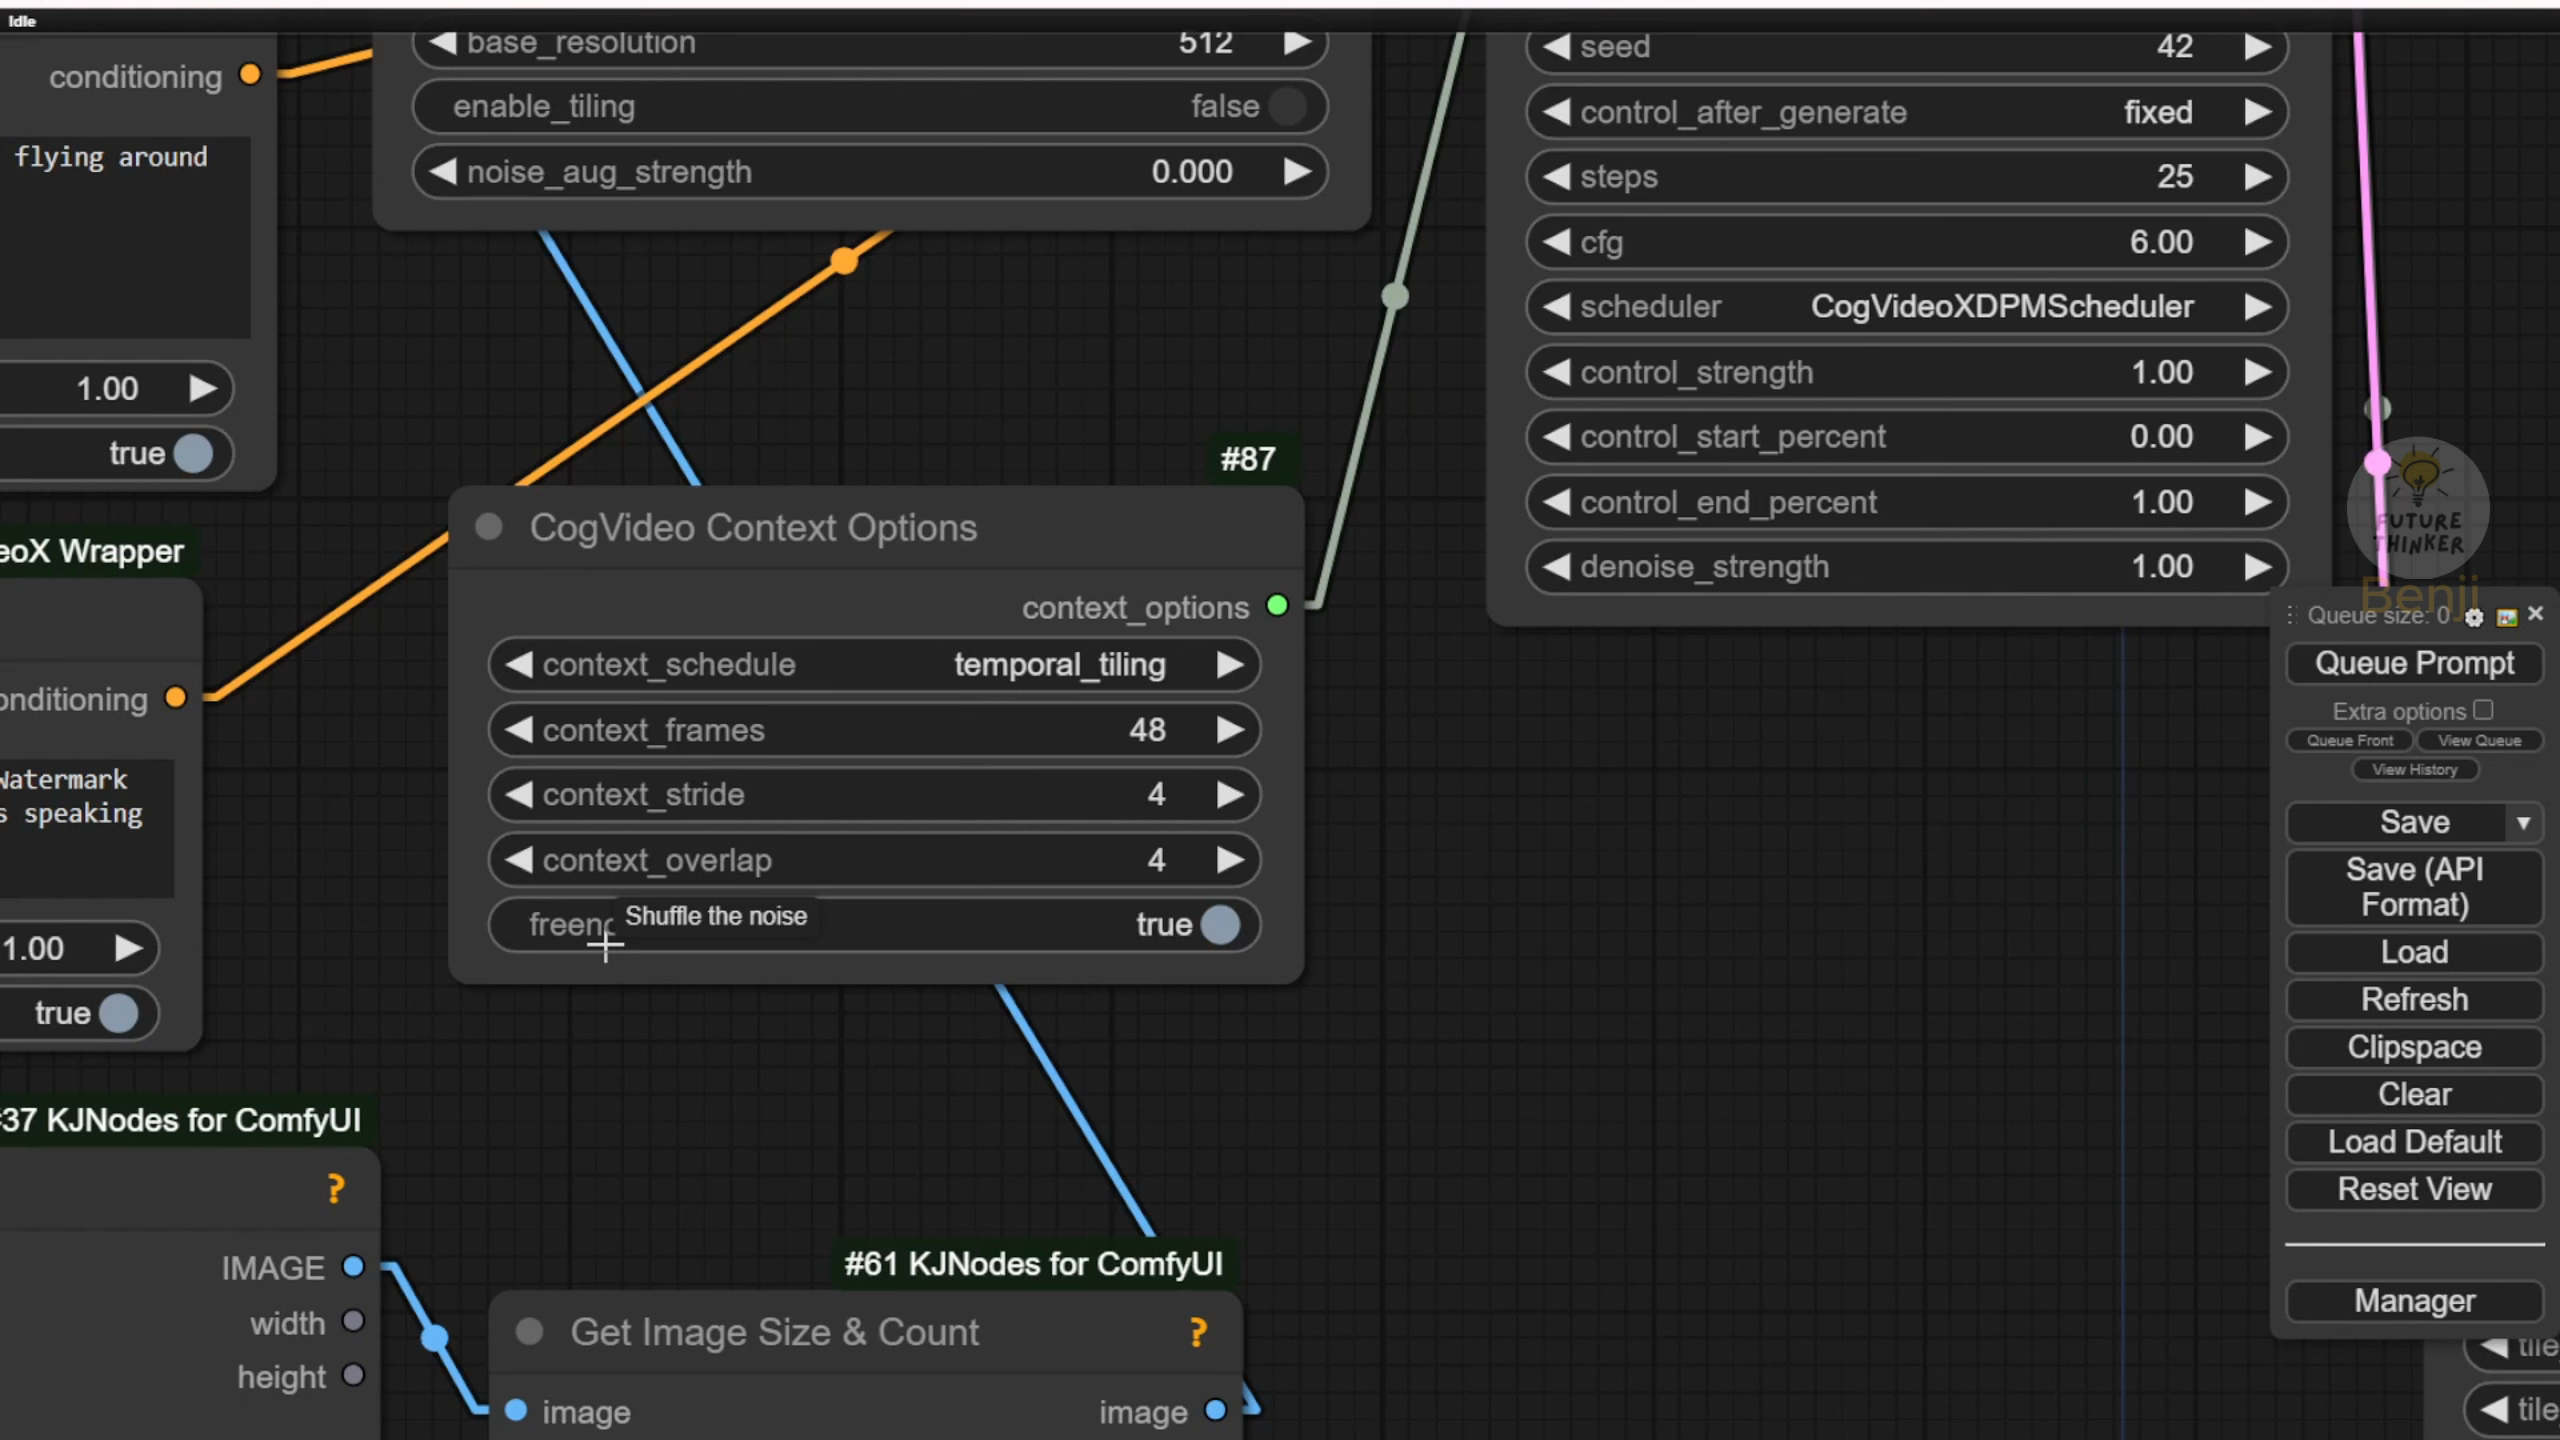 Idle
conditioning
flying around
1.00
true
base_resolution 512
enable_tiling false
noise_aug_strength 0.000
seed 42
control_after_generate fixed
steps 25
cfg 6.00
scheduler CogVideoXDPMScheduler
control_strength 1.00
control_start_percent 0.00
control_end_percent 1.00
denoise_strength 1.00
FUTURE
THINKER
Benji
eoX Wrapper
onditioning
Watermark
s speaking
1.00
true
#87
CogVideo Context Options
context_options
context_schedule temporal_tiling
context_frames 48
context_stride 4
context_overlap 4
freeno true
Shuffle the noise
#37 KJNodes for ComfyUI
?
IMAGE
width
height
#61 KJNodes for ComfyUI
Get Image Size & Count ?
image image
Queue size: 0
Queue Prompt
Extra options
Queue Front View Queue
View History
Save
Save (API
Format)
Load
Refresh
Clipspace
Clear
Load Default
Reset View
Manager
tile
tile